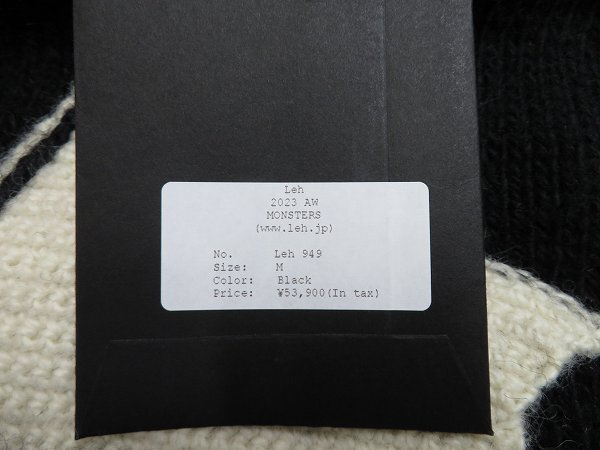 Leh
2023 AW
MONSTERS
(www.leh.jp)
No. Leh 949
Size: M
Color: Black
Price: ¥53,900(In tax)